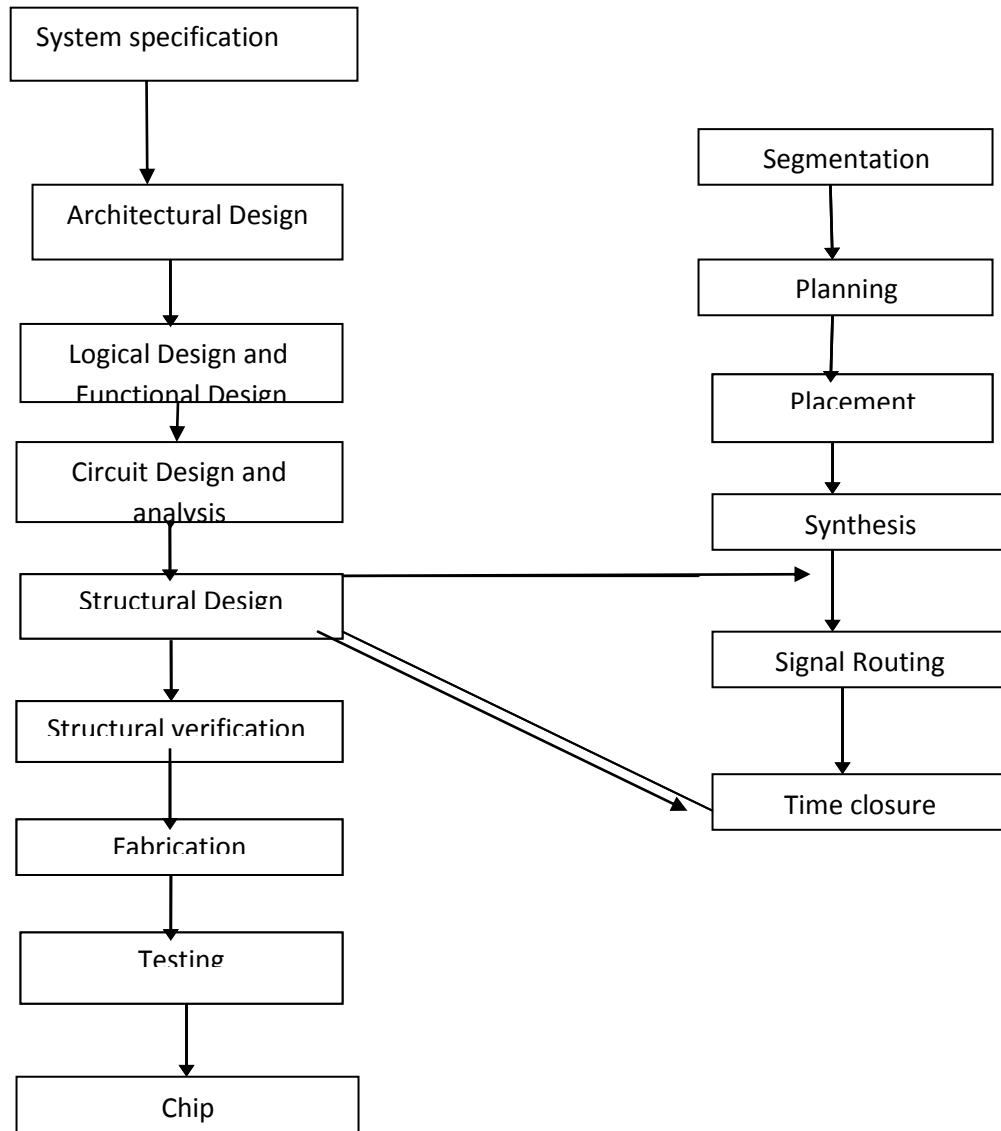 System specification
Architectural Design
Logical Design and
Functional Design
Circuit Design and
analysis
Structural Design
Structural verification
Fabrication
Testing
Chip
Segmentation
Planning
Placement
Synthesis
Signal Routing
Time closure